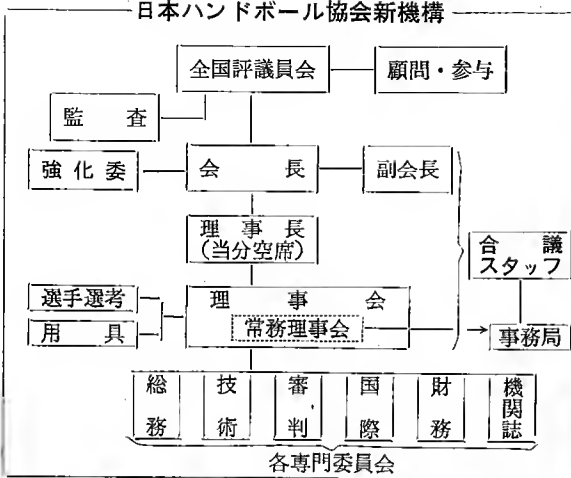 日本ハンドボール協会新機構
全国評議員会
顧問・参与
監査
強化委
会長
副会長
理事長
(当分空席)
合議
スタッフ
選手選考
用具
理事会
常務理事会
事務局
総務
技術
審判
国際
財務
機関誌
各専門委員会